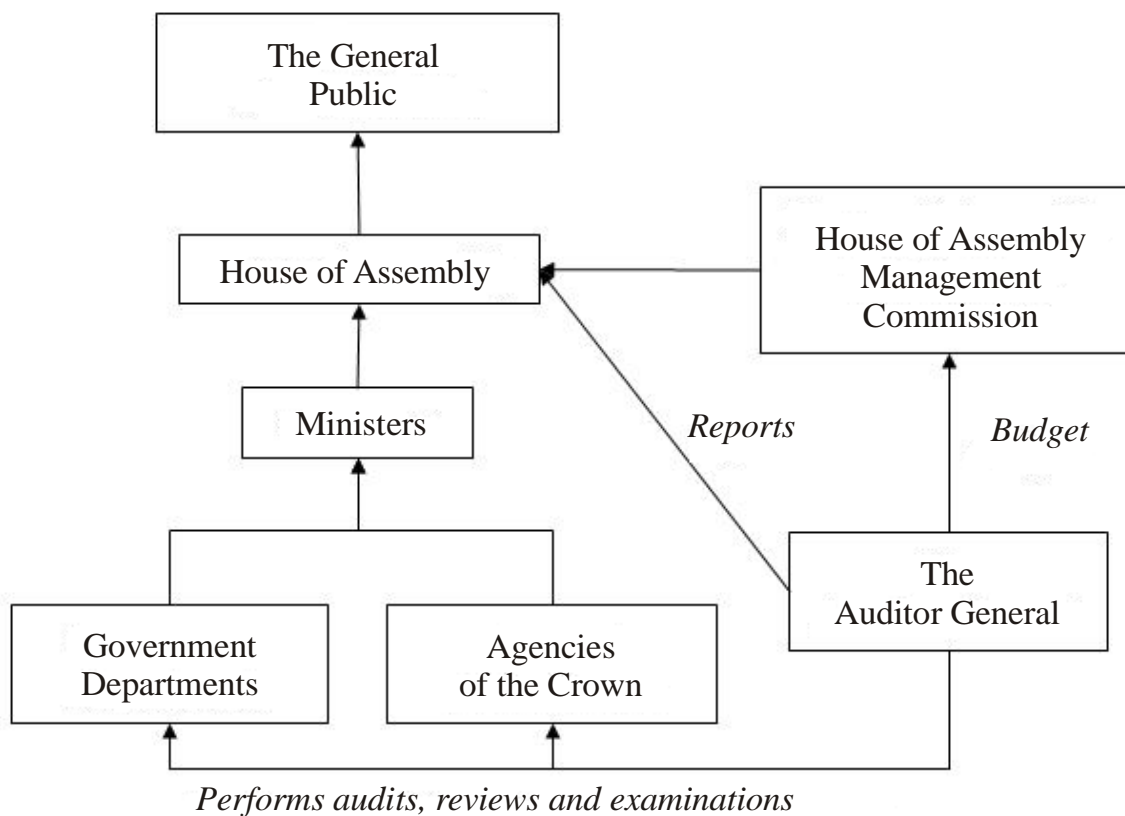 The General
Public
House of Assembly
House of Assembly
Management
Commission
Ministers
Reports
Budget
The
Auditor General
Government
Departments
Agencies
of the Crown
Performs audits, reviews and examinations